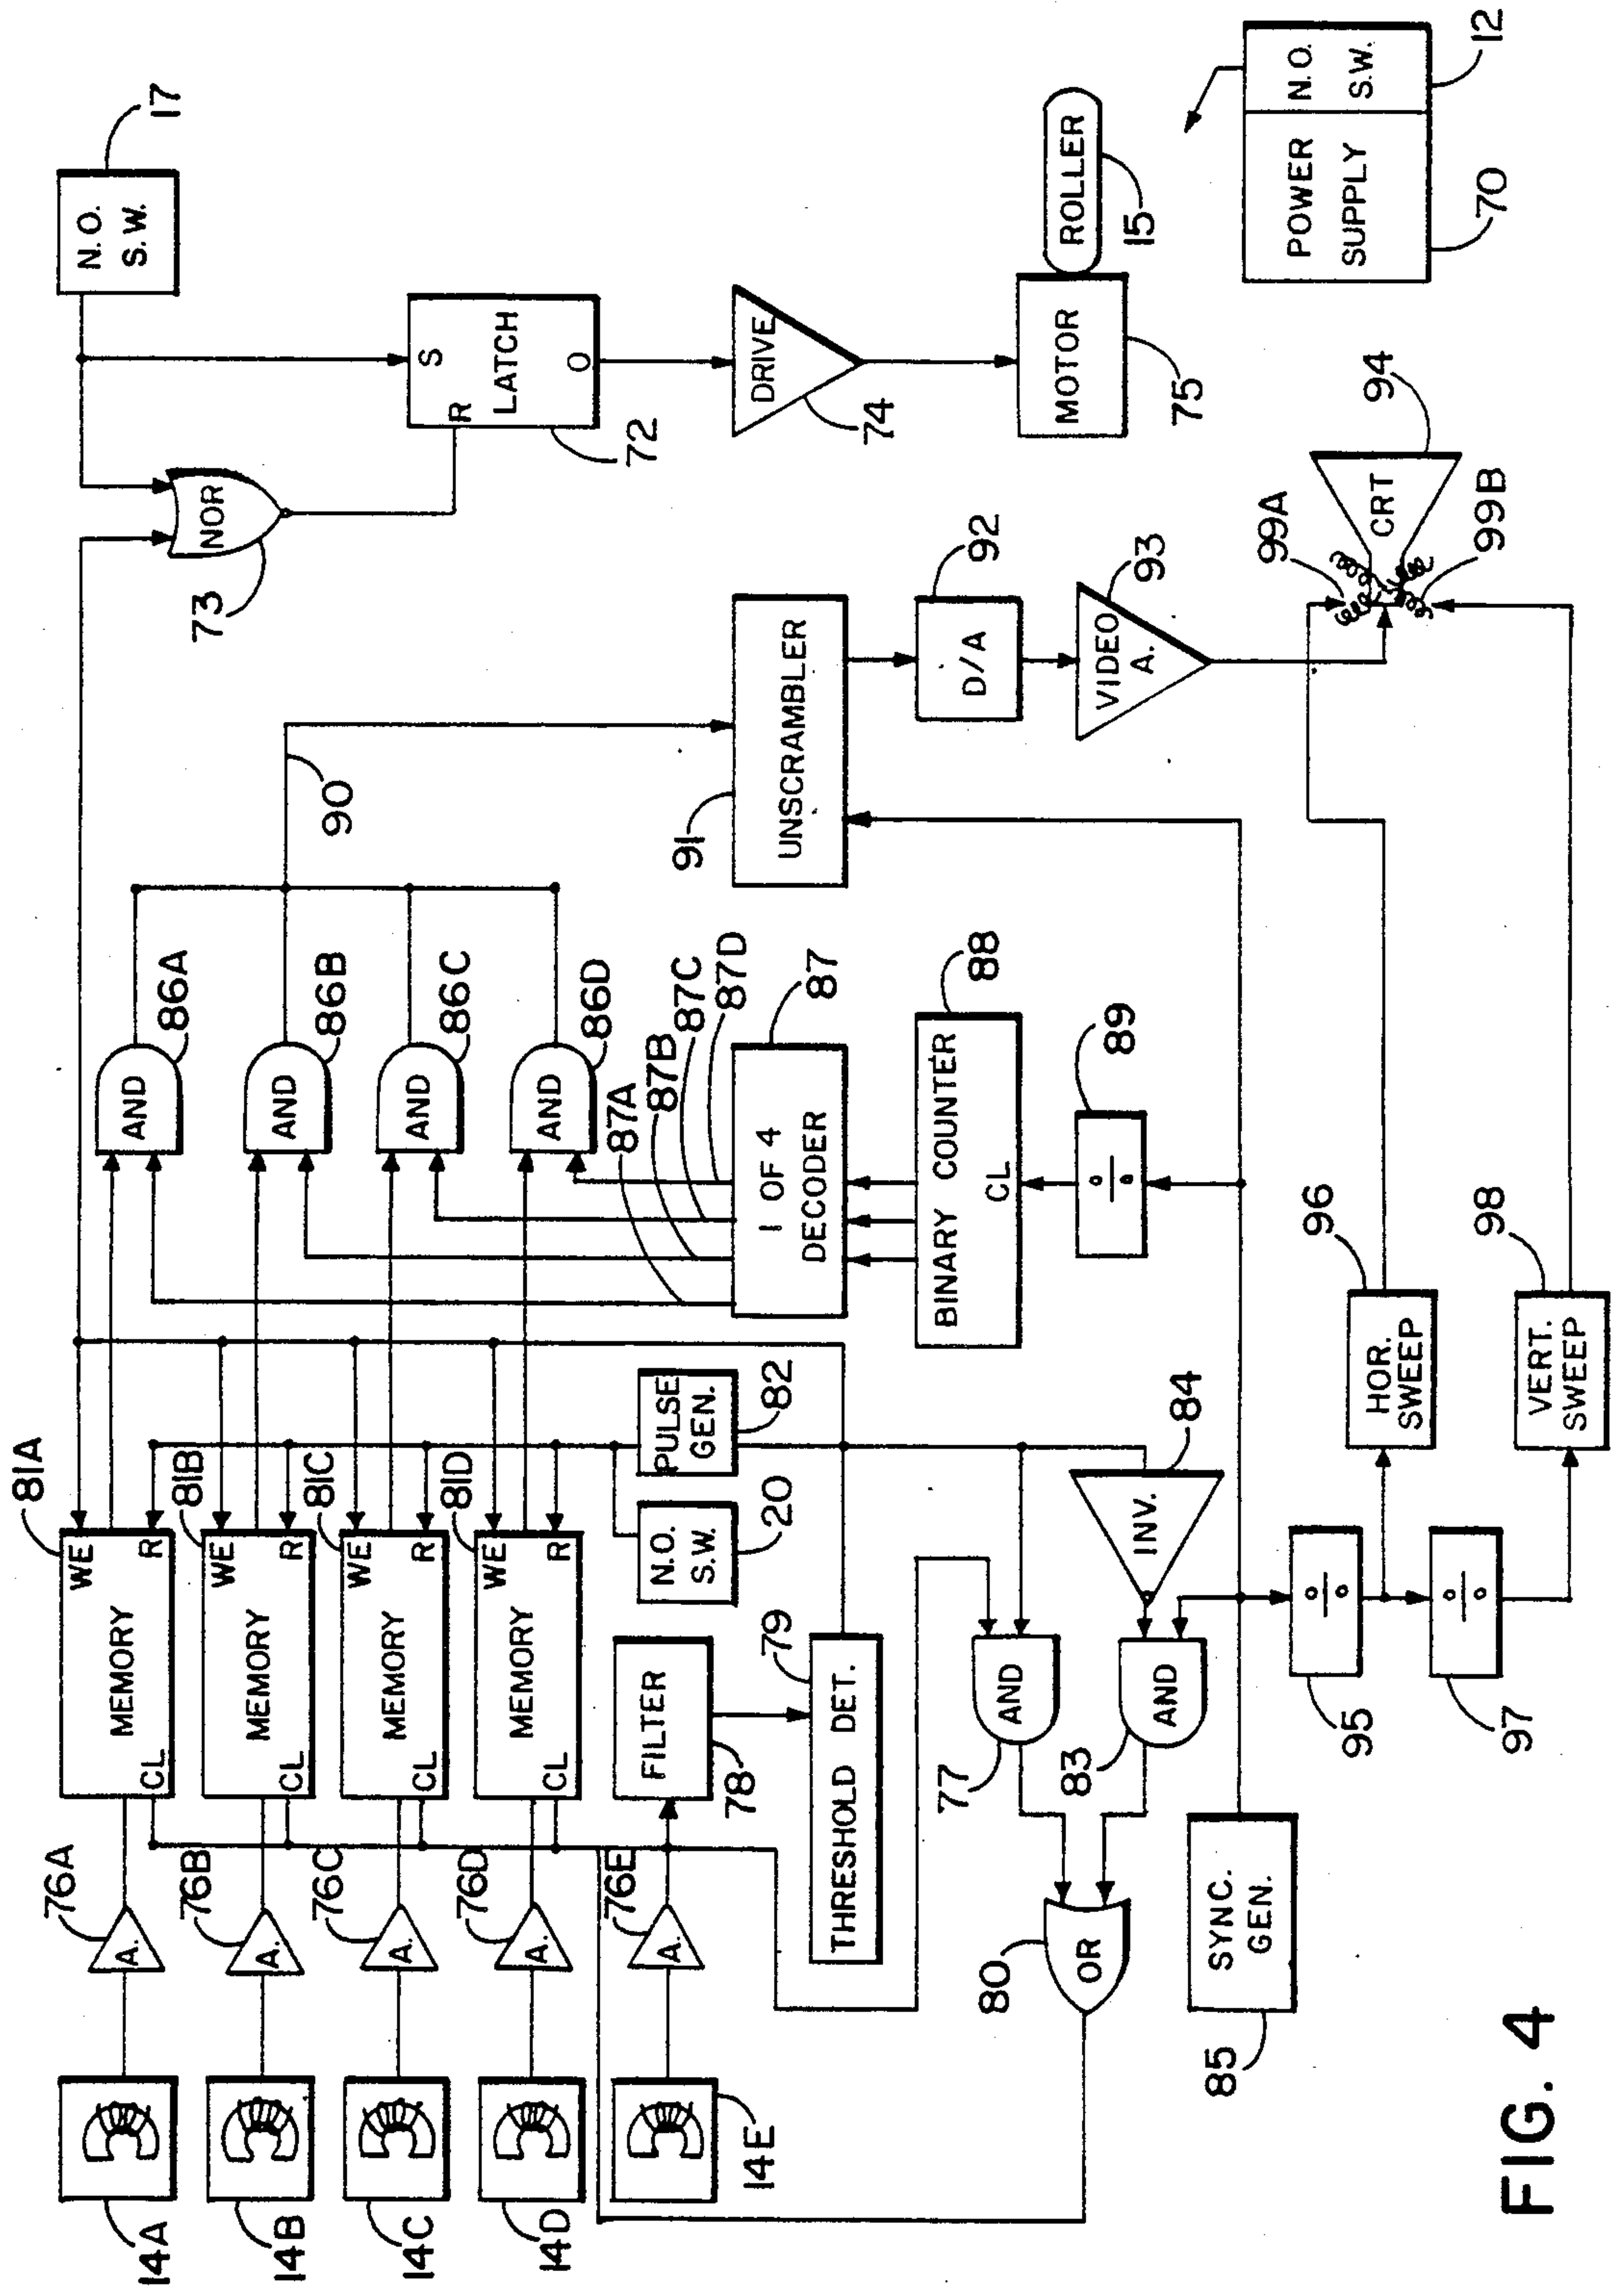 14A
76A
A.
81A
WE
MEMORY
CL
R
14B
76B
A.
81B
WE
MEMORY
CL
R
14C
76C
A.
81C
WE
MEMORY
CL
R
14D
76D
A.
81D
WE
MEMORY
CL
R
14E
76E
A.
FILTER
78
N.O.
S.W.
20
PULSE
GEN.
82
THRESHOLD DET.
79
AND
86A
AND
86B
AND
86C
AND
86D
90
87A
87B
87C
87D
1 OF 4
DECODER
87
BINARY COUNTER
CL
88
÷
89
NOR
73
N.O.
S.W.
17
S
R
LATCH
O
72
DRIVE
74
MOTOR
75
ROLLER
15
UNSCRAMBLER
91
D/A
92
VIDEO
A.
93
CRT
94
99A
99B
POWER
SUPPLY
70
N.O.
S.W.
12
AND
77
AND
83
INV.
84
OR
80
SYNC.
GEN.
85
÷
95
HOR.
SWEEP
96
÷
97
VERT.
SWEEP
98
FIG. 4